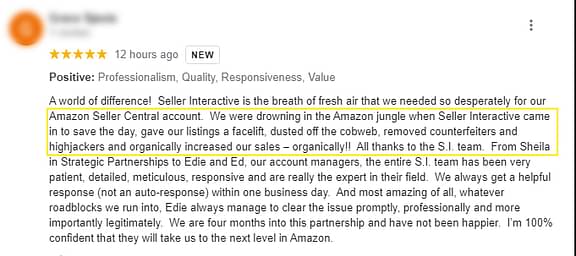 12 hours ago NEW
Positive: Professionalism, Quality, Responsiveness, Value
A world of difference!  Seller Interactive is the breath of fresh air that we needed so desperately for our
Amazon Seller Central account.  We were drowning in the Amazon jungle when Seller Interactive came
in to save the day, gave our listings a facelift, dusted off the cobweb, removed counterfeiters and
highjackers and organically increased our sales – organically!!  All thanks to the S.I. team.  From Sheila
in Strategic Partnerships to Edie and Ed, our account managers, the entire S.I. team has been very
patient, detailed, meticulous, responsive and are really the expert in their field.  We always get a helpful
response (not an auto-response) within one business day.  And most amazing of all, whatever
roadblocks we run into, Edie always manage to clear the issue promptly, professionally and more
importantly legitimately.  We are four months into this partnership and have not been happier.  I'm 100%
confident that they will take us to the next level in Amazon.